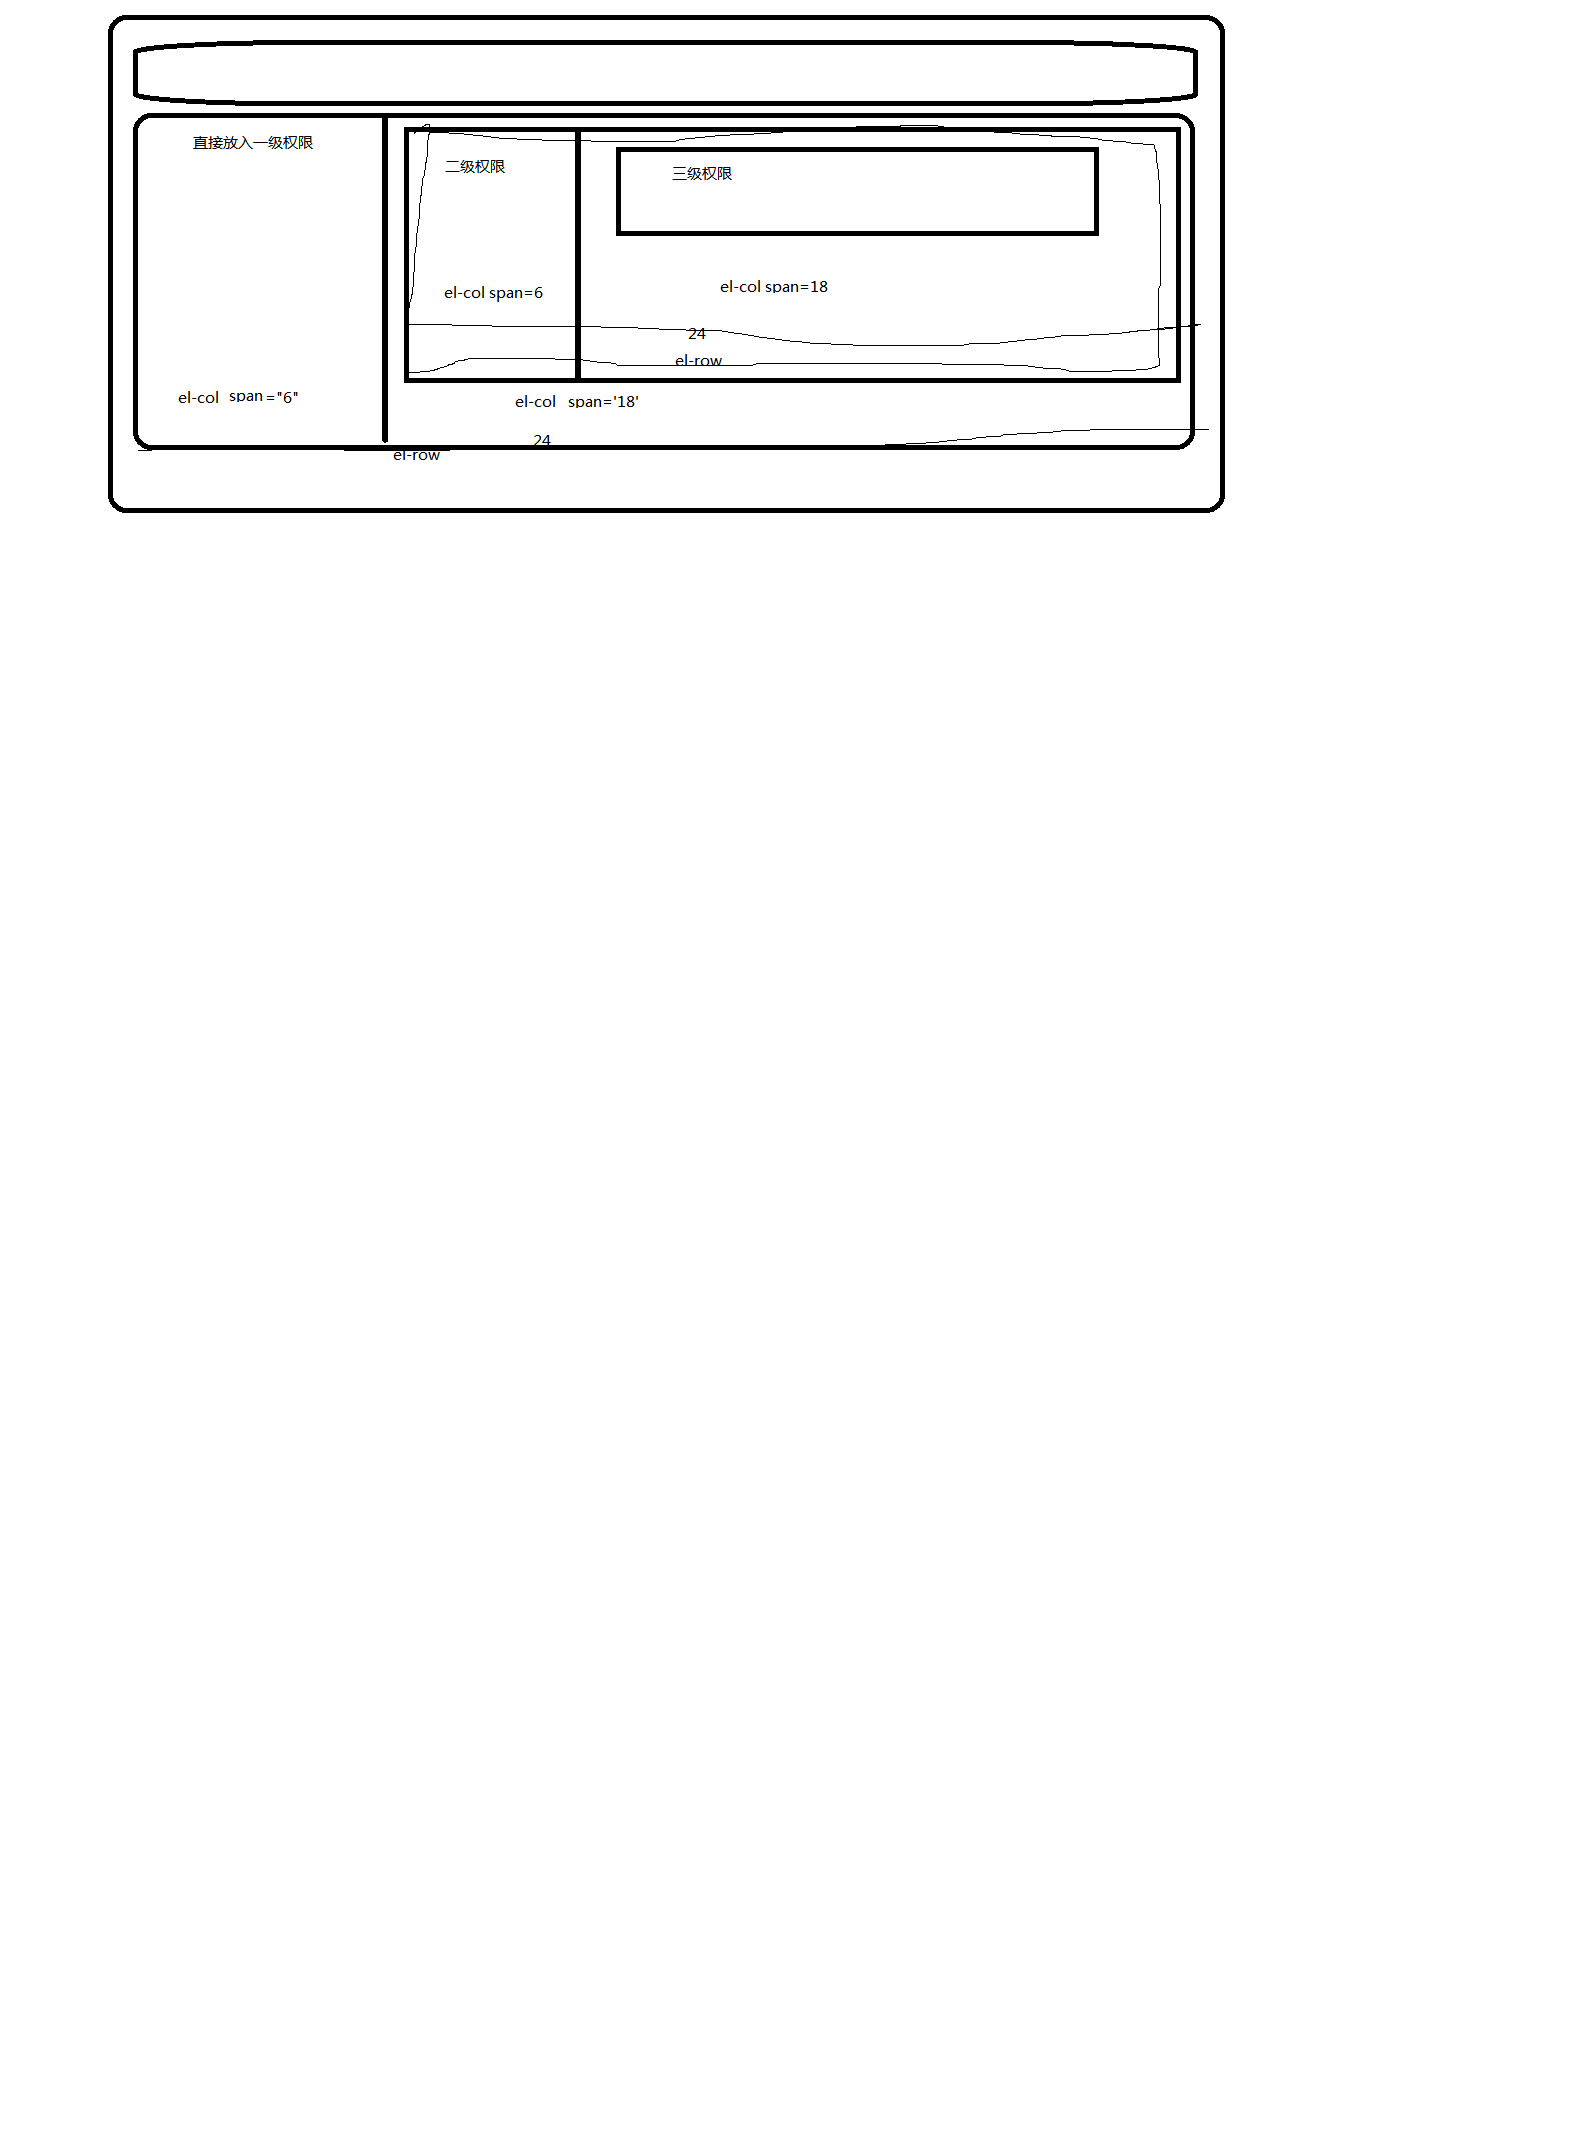 直接放入一级权限
二级权限
三级权限
el-col span=6
el-col span=18
24
el-row
el-col span="6"
el-col span='18'
24
el-row